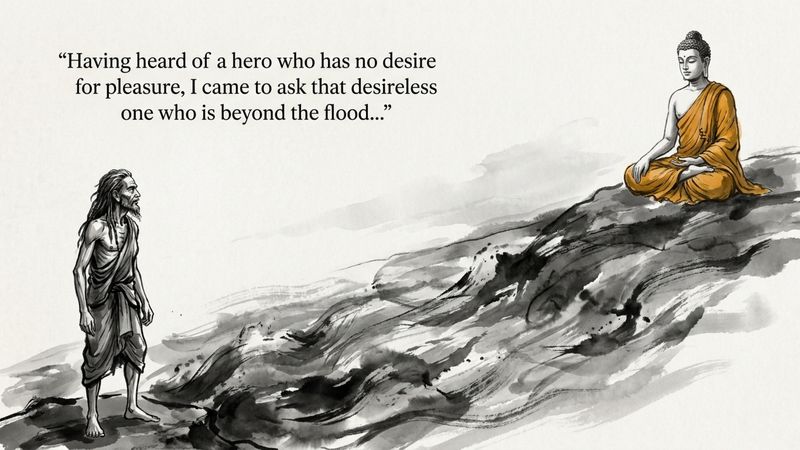 “Having heard of a hero who has no desire
for pleasure, I came to ask that desireless
one who is beyond the flood...”